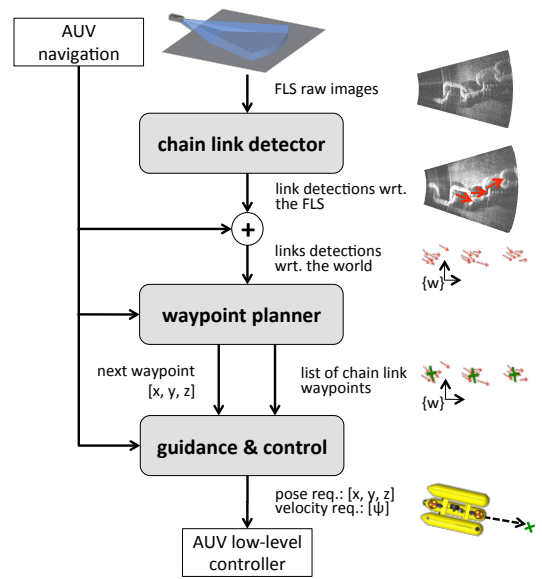 AUV
navigation
FLS raw images
chain link detector
link detections wrt.
the FLS
+
links detections
wrt. the world
{w}
waypoint planner
next waypoint
[x, y, z]
list of chain link
waypoints
{w}
guidance & control
pose req.: [x, y, z]
velocity req.: [ψ]
AUV low-level
controller